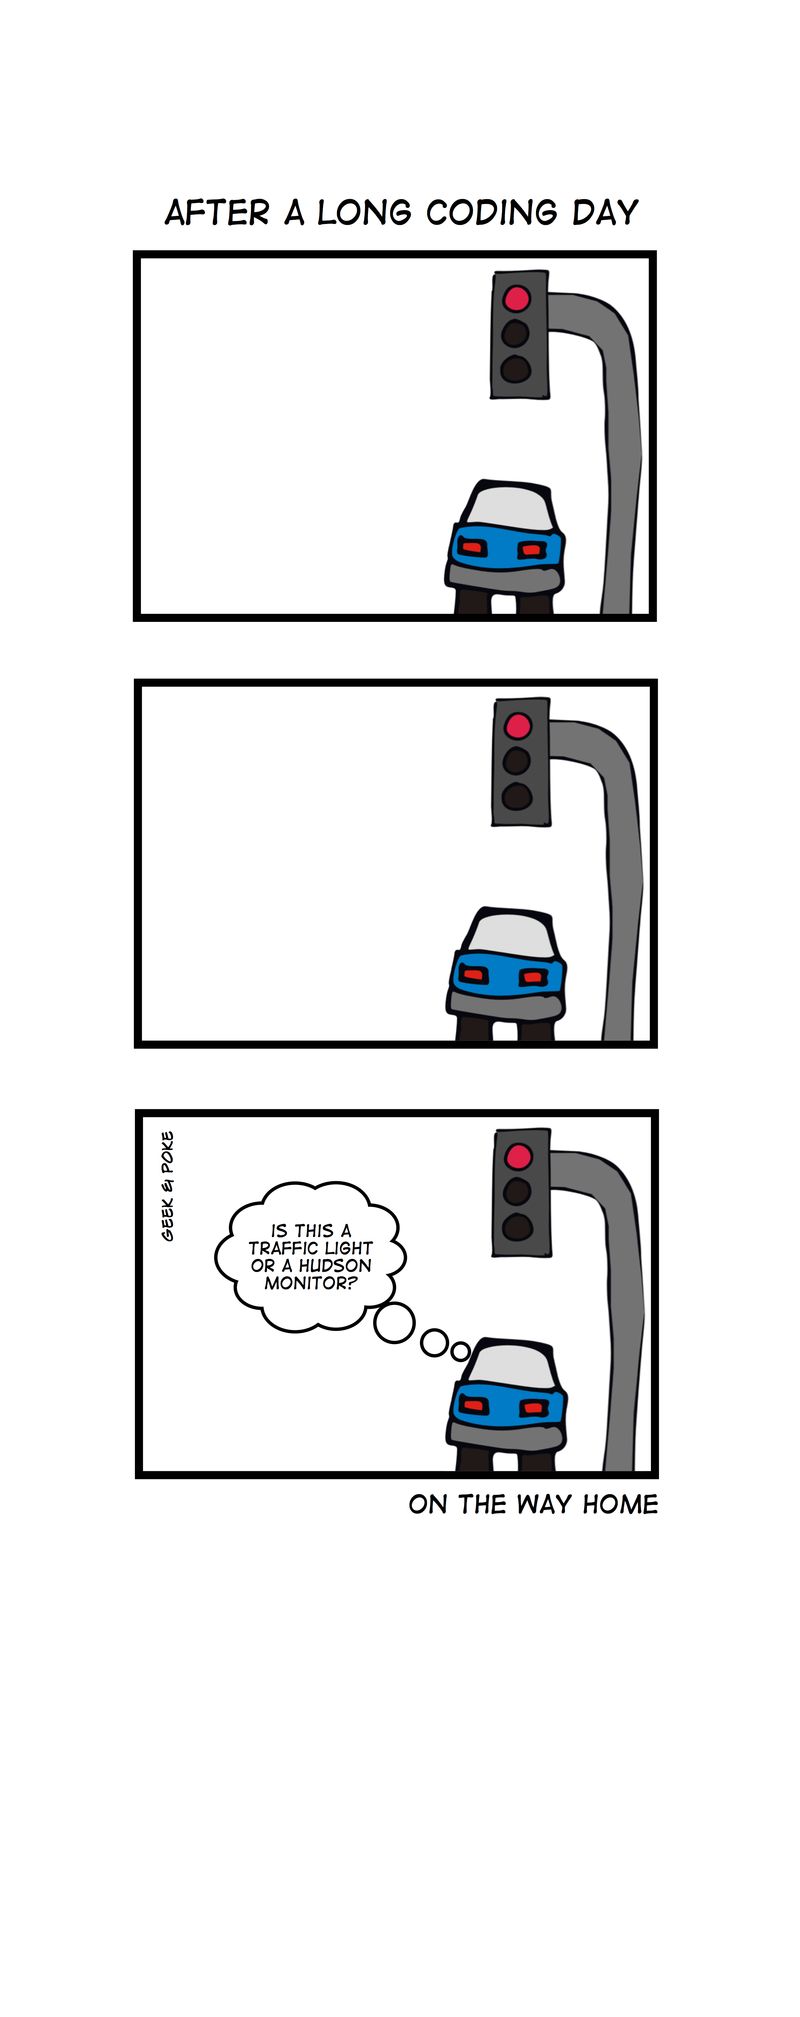 AFTER A LONG CODING DAY
GEEK & POKE
IS THIS A
TRAFFIC LIGHT
OR A HUDSON
MONITOR?
ON THE WAY HOME